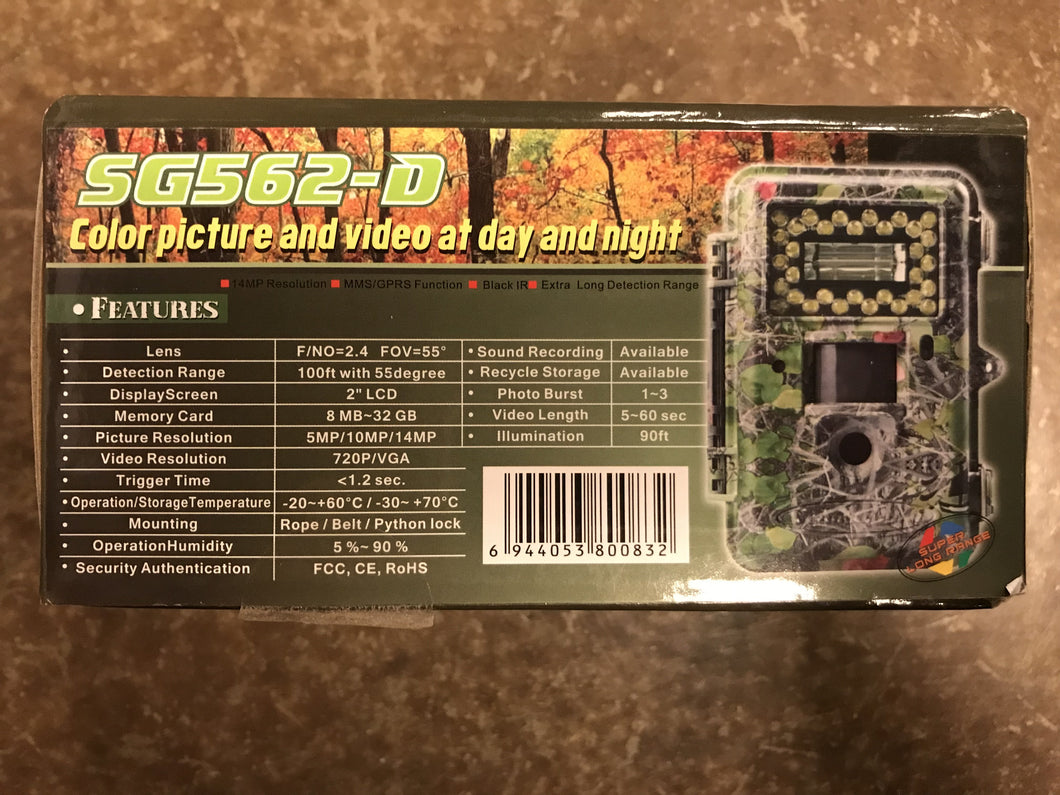 SG562-D
Color picture and video at day and night
14MP Resolution MMS/GPRS Function Black IR Extra Long Detection Range
• FEATURES
• Lens F/NO=2.4 FOV=55°
• Detection Range 100ft with 55degree
• DisplayScreen 2" LCD
• Memory Card 8 MB~32 GB
• Picture Resolution 5MP/10MP/14MP
• Video Resolution 720P/VGA
• Trigger Time <1.2 sec.
• Operation/StorageTemperature -20~+60°C / -30~ +70°C
• Mounting Rope / Belt / Python lock
• OperationHumidity 5 %~ 90 %
• Security Authentication FCC, CE, RoHS
• Sound Recording Available
• Recycle Storage Available
• Photo Burst 1~3
• Video Length 5~60 sec
• Illumination 90ft
6 944053 800832
SUPER
LONG RANGE